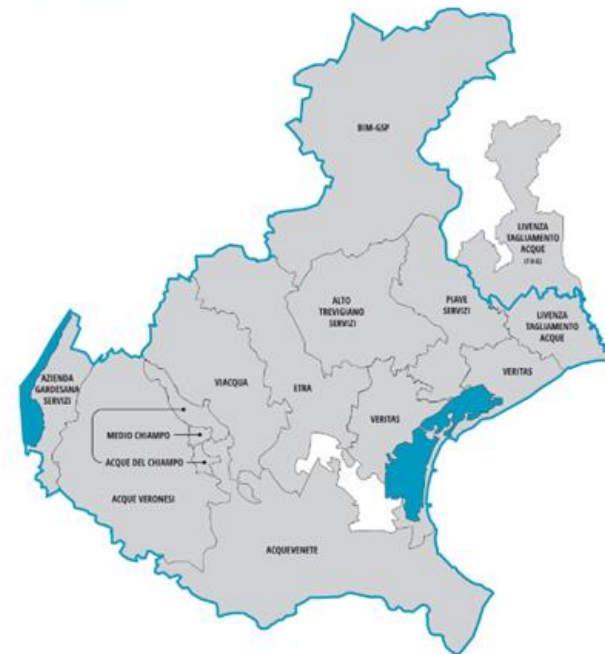 BIM-GSP
LIVENZA
TAGLIAMENTO
ACQUE
ALTO
TREVIGIANO
SERVIZI
PIAVE
SERVIZI
LIVENZA
TAGLIAMENTO
ACQUE
AZIENDA
GARDESANA
SERVIZI
VIACQUA
ETRA
VERITAS
VERITAS
MEDIO CHIAMPO
ACQUE DEL CHIAMPO
ACQUE VERONESI
ACQUEVENETE